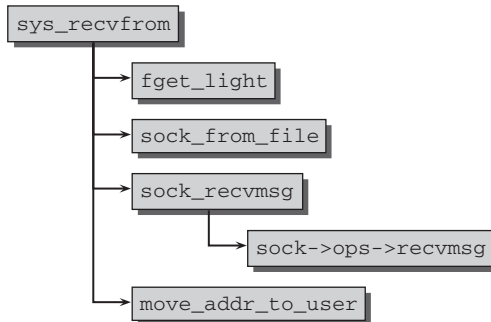 sys_recvfrom
fget_light
sock_from_file
sock_recvmsg
sock->ops->recvmsg
move_addr_to_user